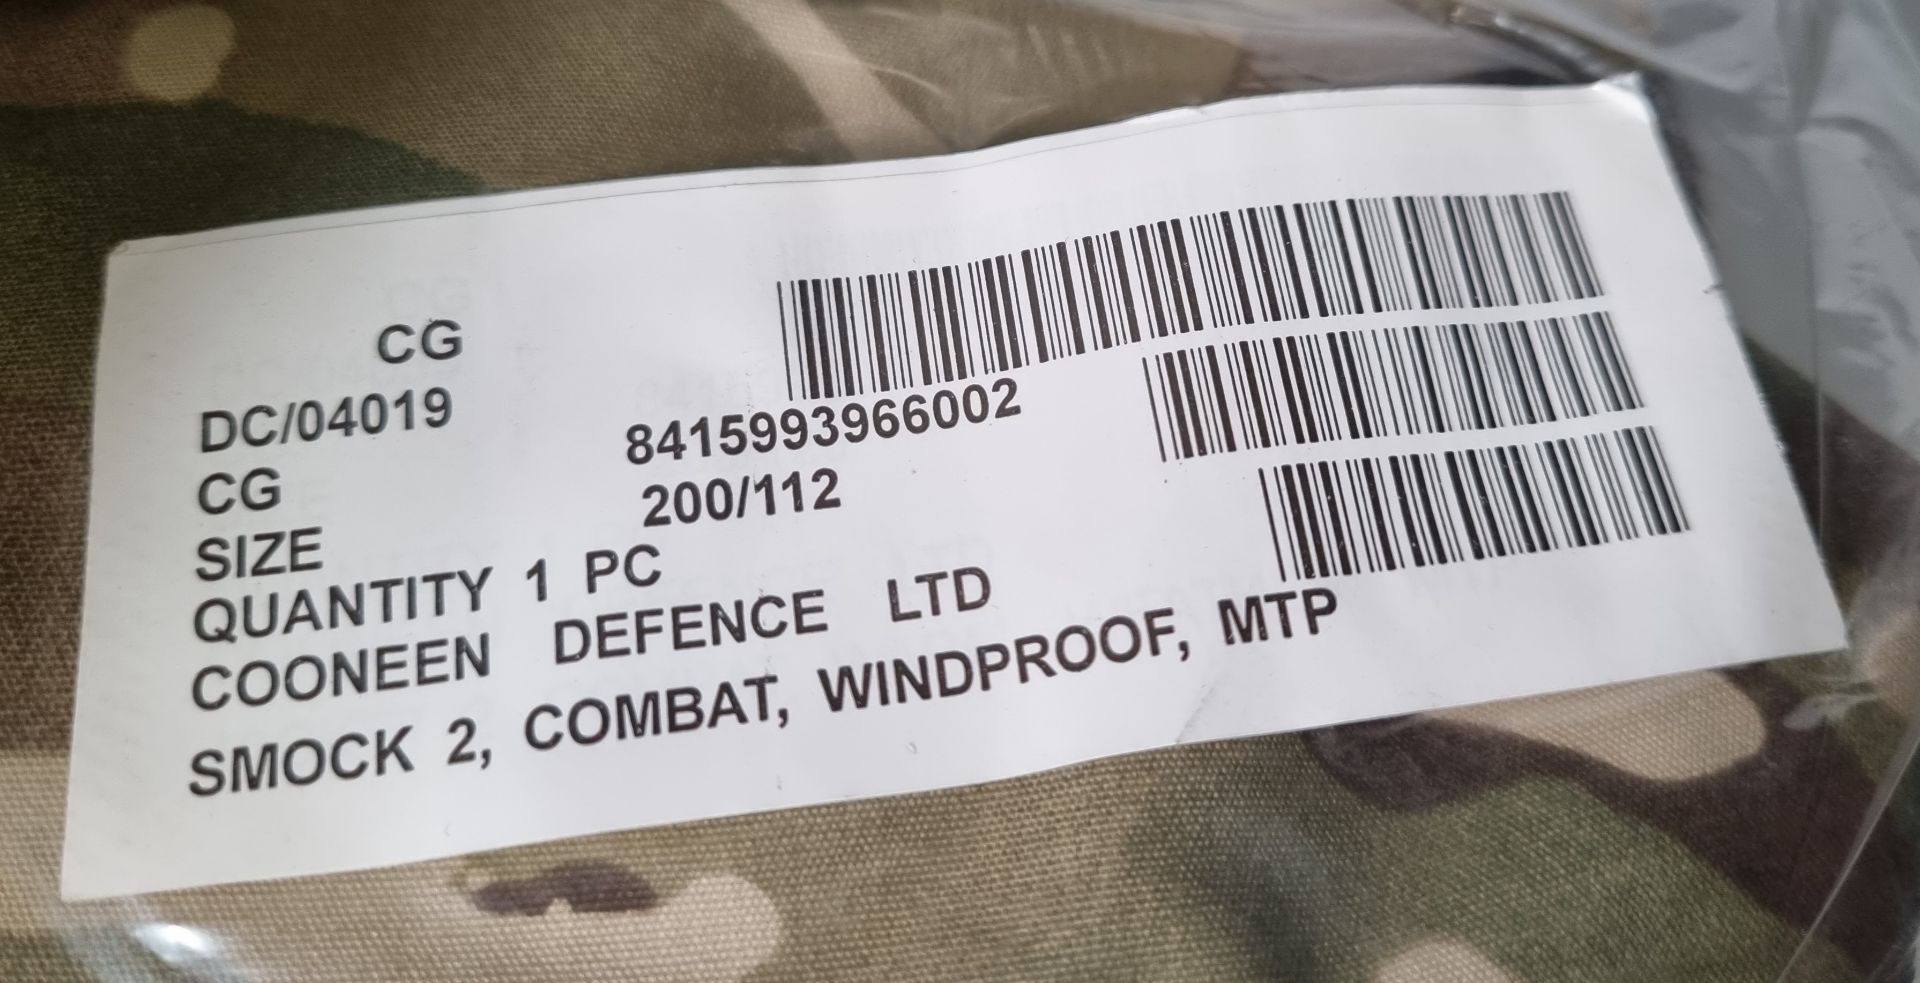 CG
DC/04019
CG 8415993966002
SIZE 200/112
QUANTITY 1 PC
COONEEN DEFENCE LTD
SMOCK 2, COMBAT, WINDPROOF, MTP